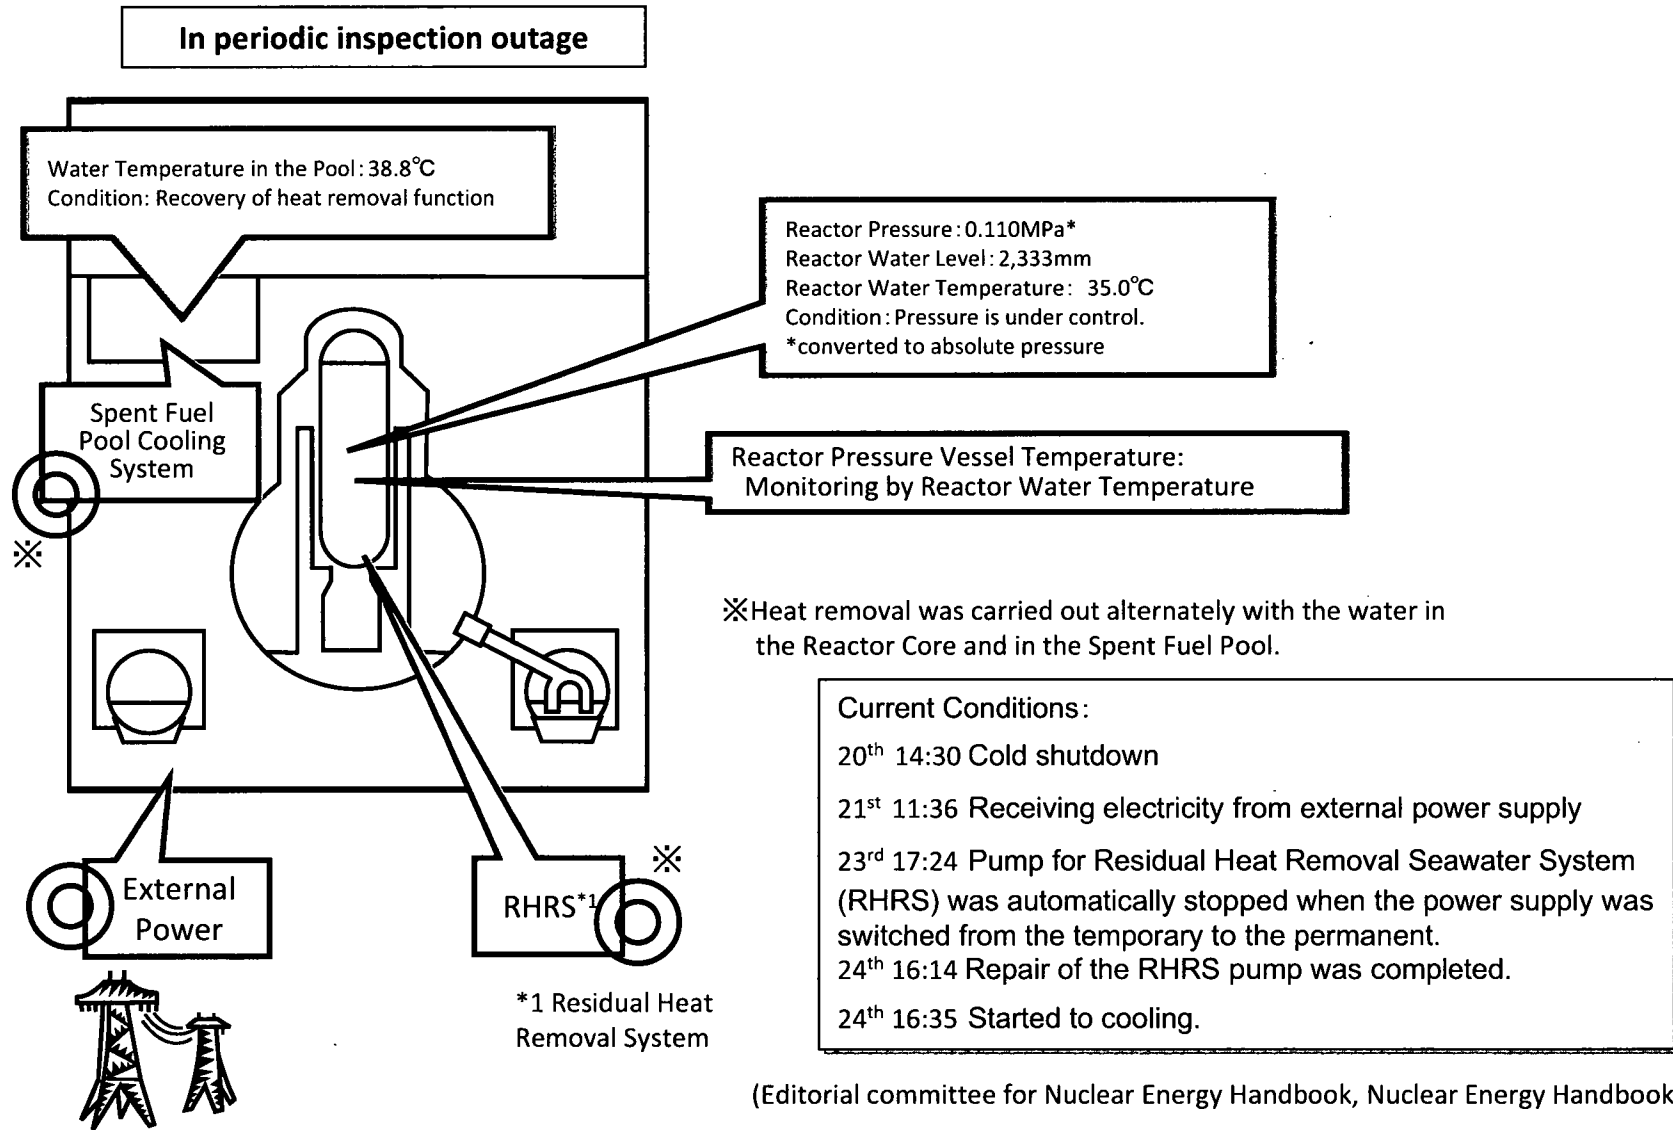 In periodic inspection outage
Water Temperature in the Pool: 38.8℃
Condition: Recovery of heat removal function
Reactor Pressure: 0.110MPa*
Reactor Water Level: 2,333mm
Reactor Water Temperature: 35.0℃
Condition: Pressure is under control.
*converted to absolute pressure
Spent Fuel
Pool Cooling
System
※
Reactor Pressure Vessel Temperature:
Monitoring by Reactor Water Temperature
※Heat removal was carried out alternately with the water in
the Reactor Core and in the Spent Fuel Pool.
Current Conditions:
20th 14:30 Cold shutdown
21st 11:36 Receiving electricity from external power supply
23rd 17:24 Pump for Residual Heat Removal Seawater System
(RHRS) was automatically stopped when the power supply was
switched from the temporary to the permanent.
24th 16:14 Repair of the RHRS pump was completed.
24th 16:35 Started to cooling.
External
Power
※
RHRS*1
*1 Residual Heat
Removal System
(Editorial committee for Nuclear Energy Handbook, Nuclear Energy Handbook